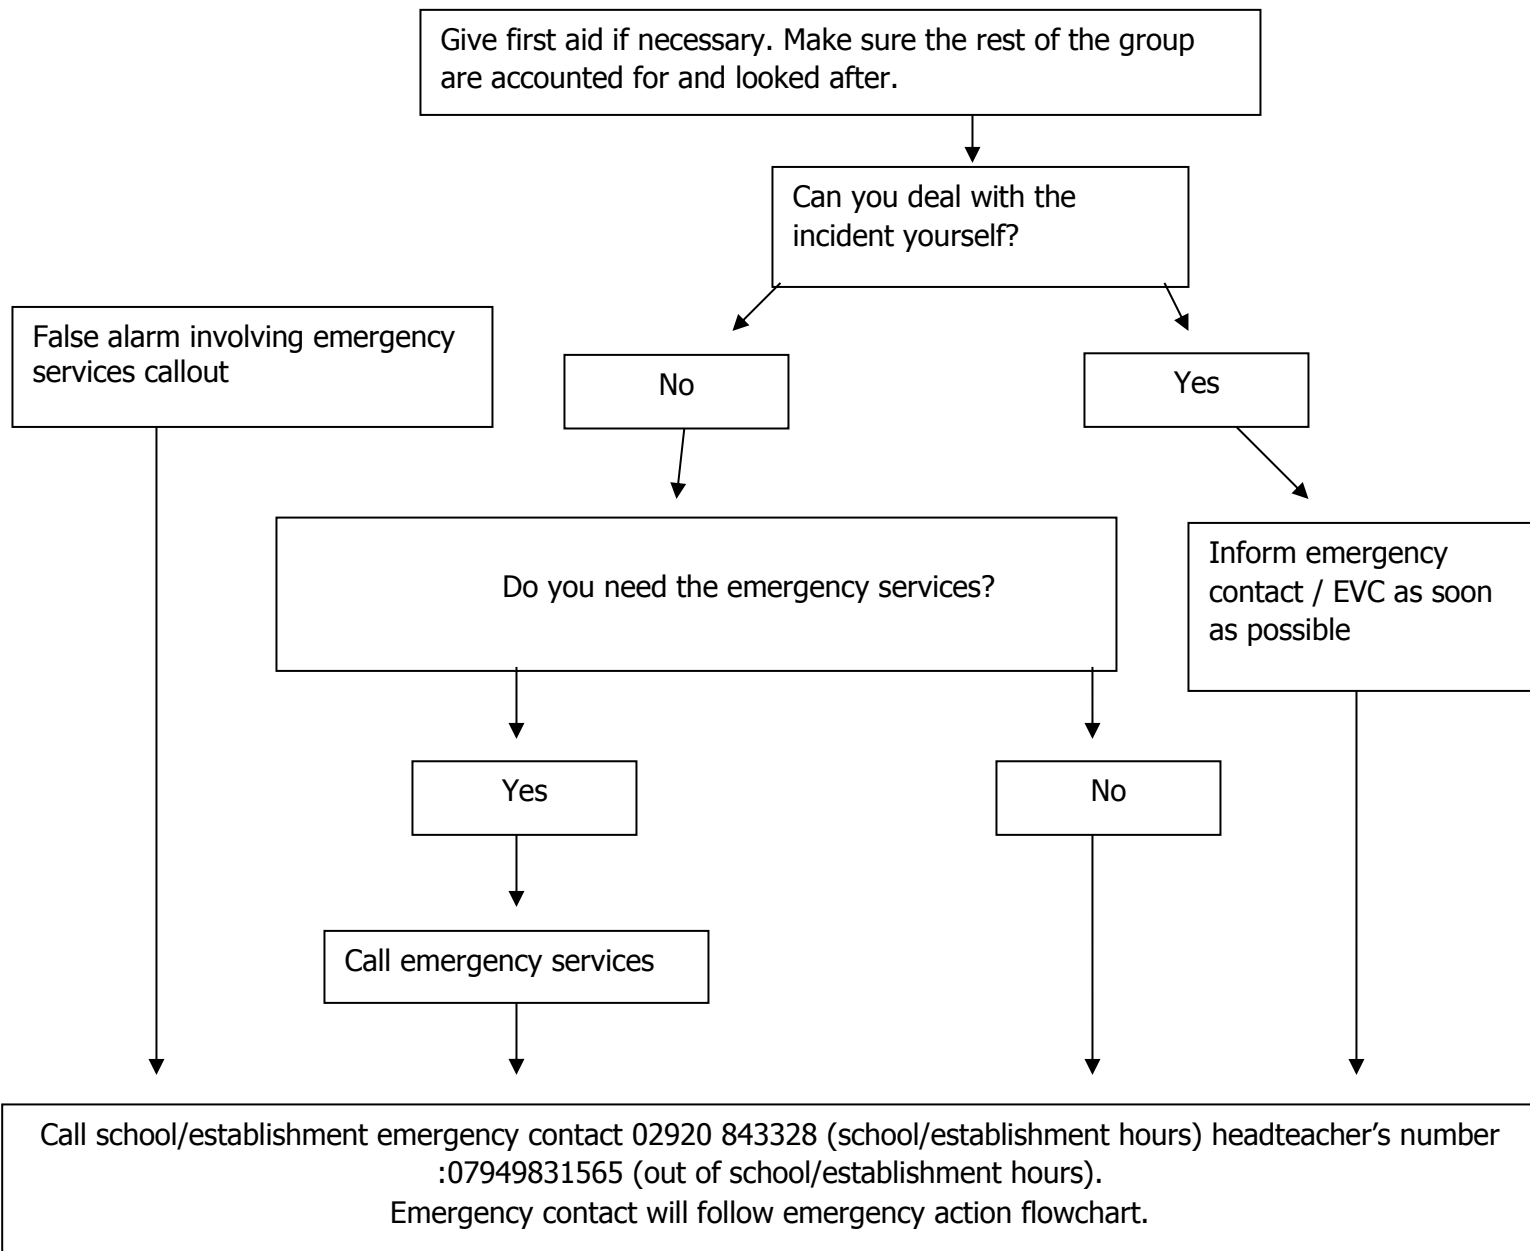 Give first aid if necessary. Make sure the rest of the group
are accounted for and looked after.
Can you deal with the
incident yourself?
False alarm involving emergency
services callout
No
Yes
Do you need the emergency services?
Inform emergency
contact / EVC as soon
as possible
Yes
No
Call emergency services
Call school/establishment emergency contact 02920 843328 (school/establishment hours) headteacher’s number
:07949831565 (out of school/establishment hours).
Emergency contact will follow emergency action flowchart.